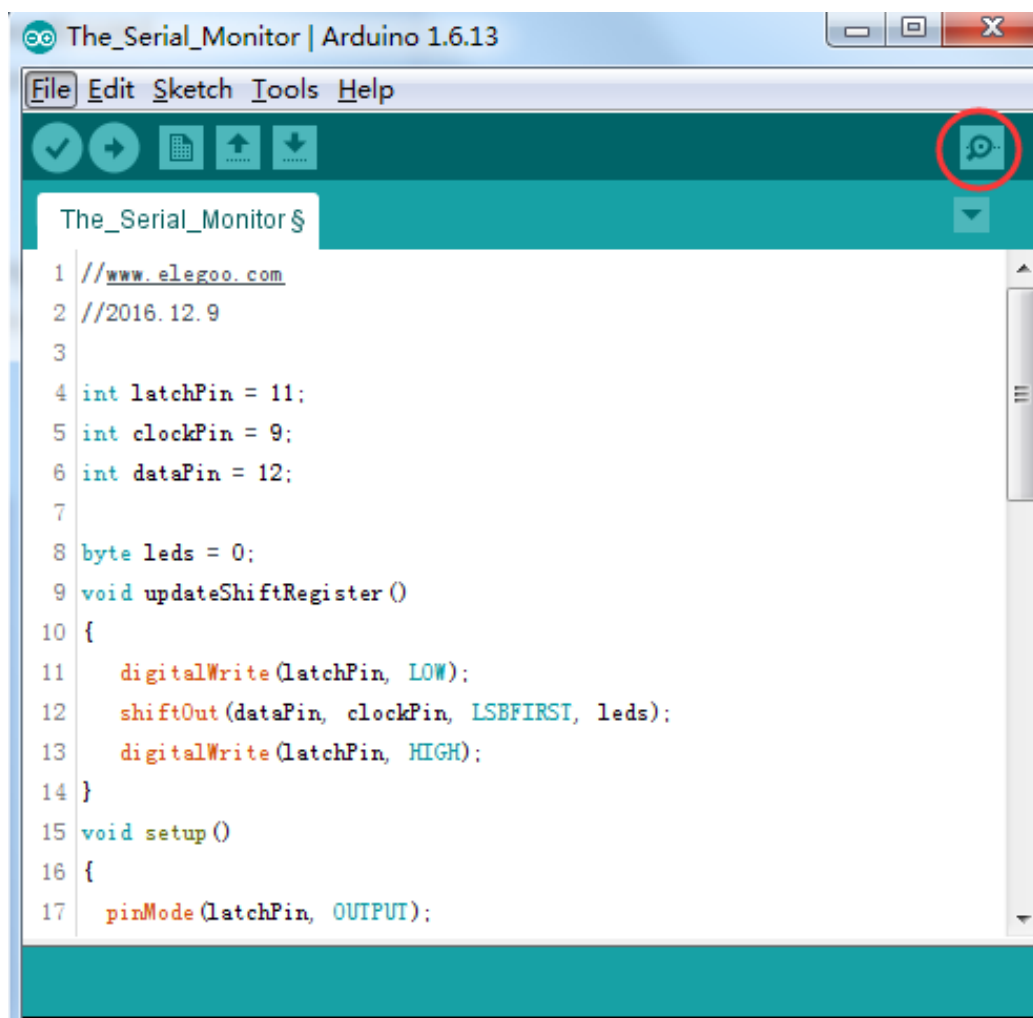 The_Serial_Monitor | Arduino 1.6.13
File Edit Sketch Tools Help
The_Serial_Monitor §
1 //www.elegoo.com
2 //2016.12.9
3
4 int latchPin = 11;
5 int clockPin = 9;
6 int dataPin = 12;
7
8 byte leds = 0;
9 void updateShiftRegister()
10 {
11 digitalWrite(latchPin, LOW);
12 shiftOut(dataPin, clockPin, LSBFIRST, leds);
13 digitalWrite(latchPin, HIGH);
14 }
15 void setup()
16 {
17 pinMode(latchPin, OUTPUT);